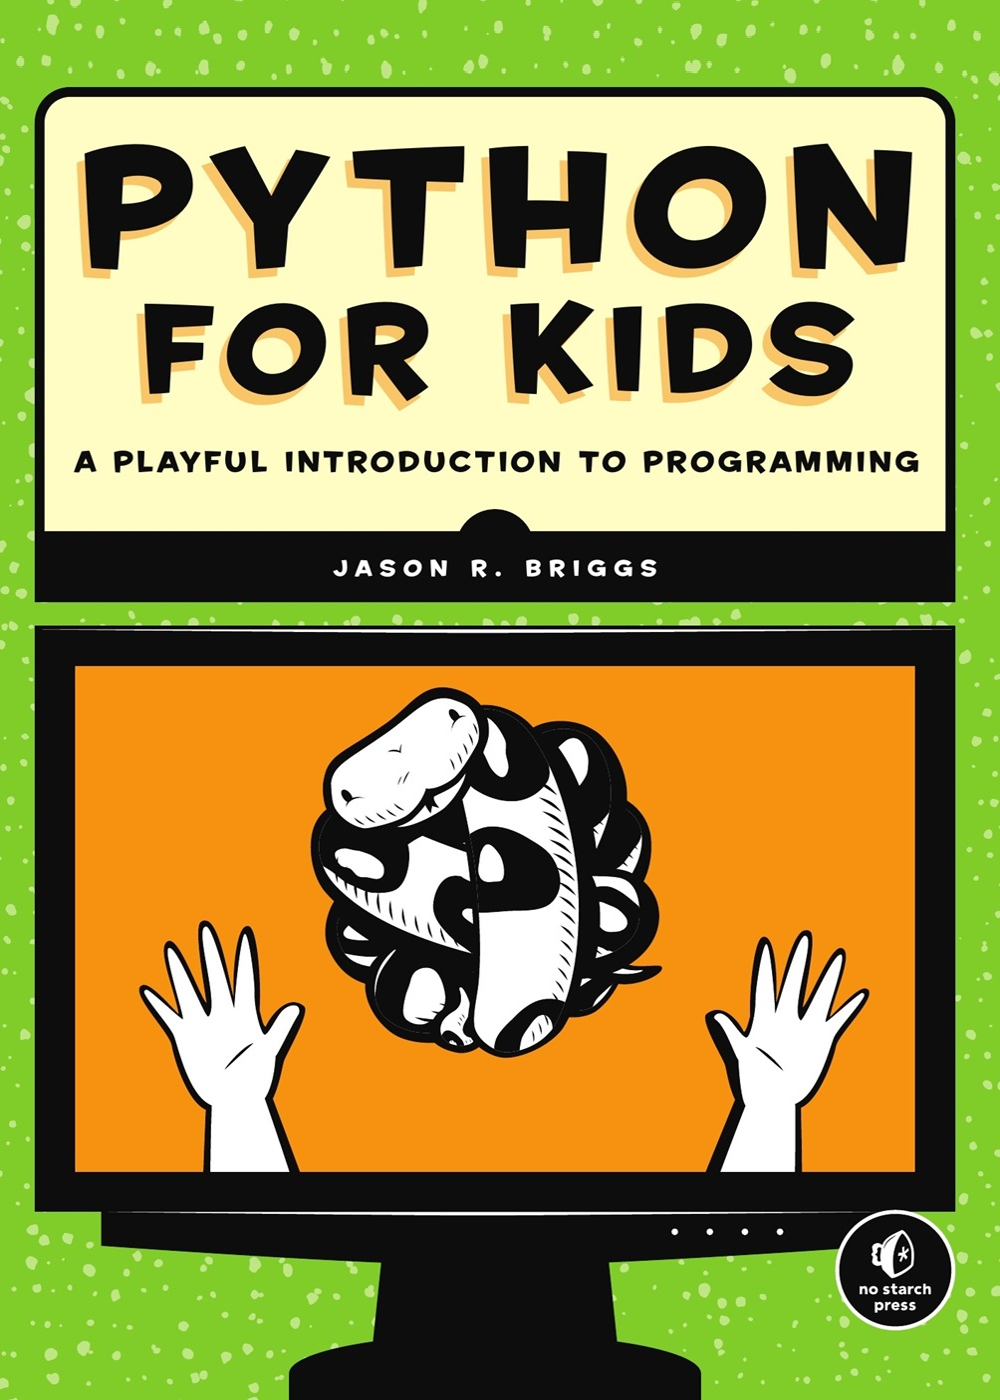 PYTHON
FOR KIDS
A PLAYFUL INTRODUCTION TO PROGRAMMING
JASON R. BRIGGS
no starch
press